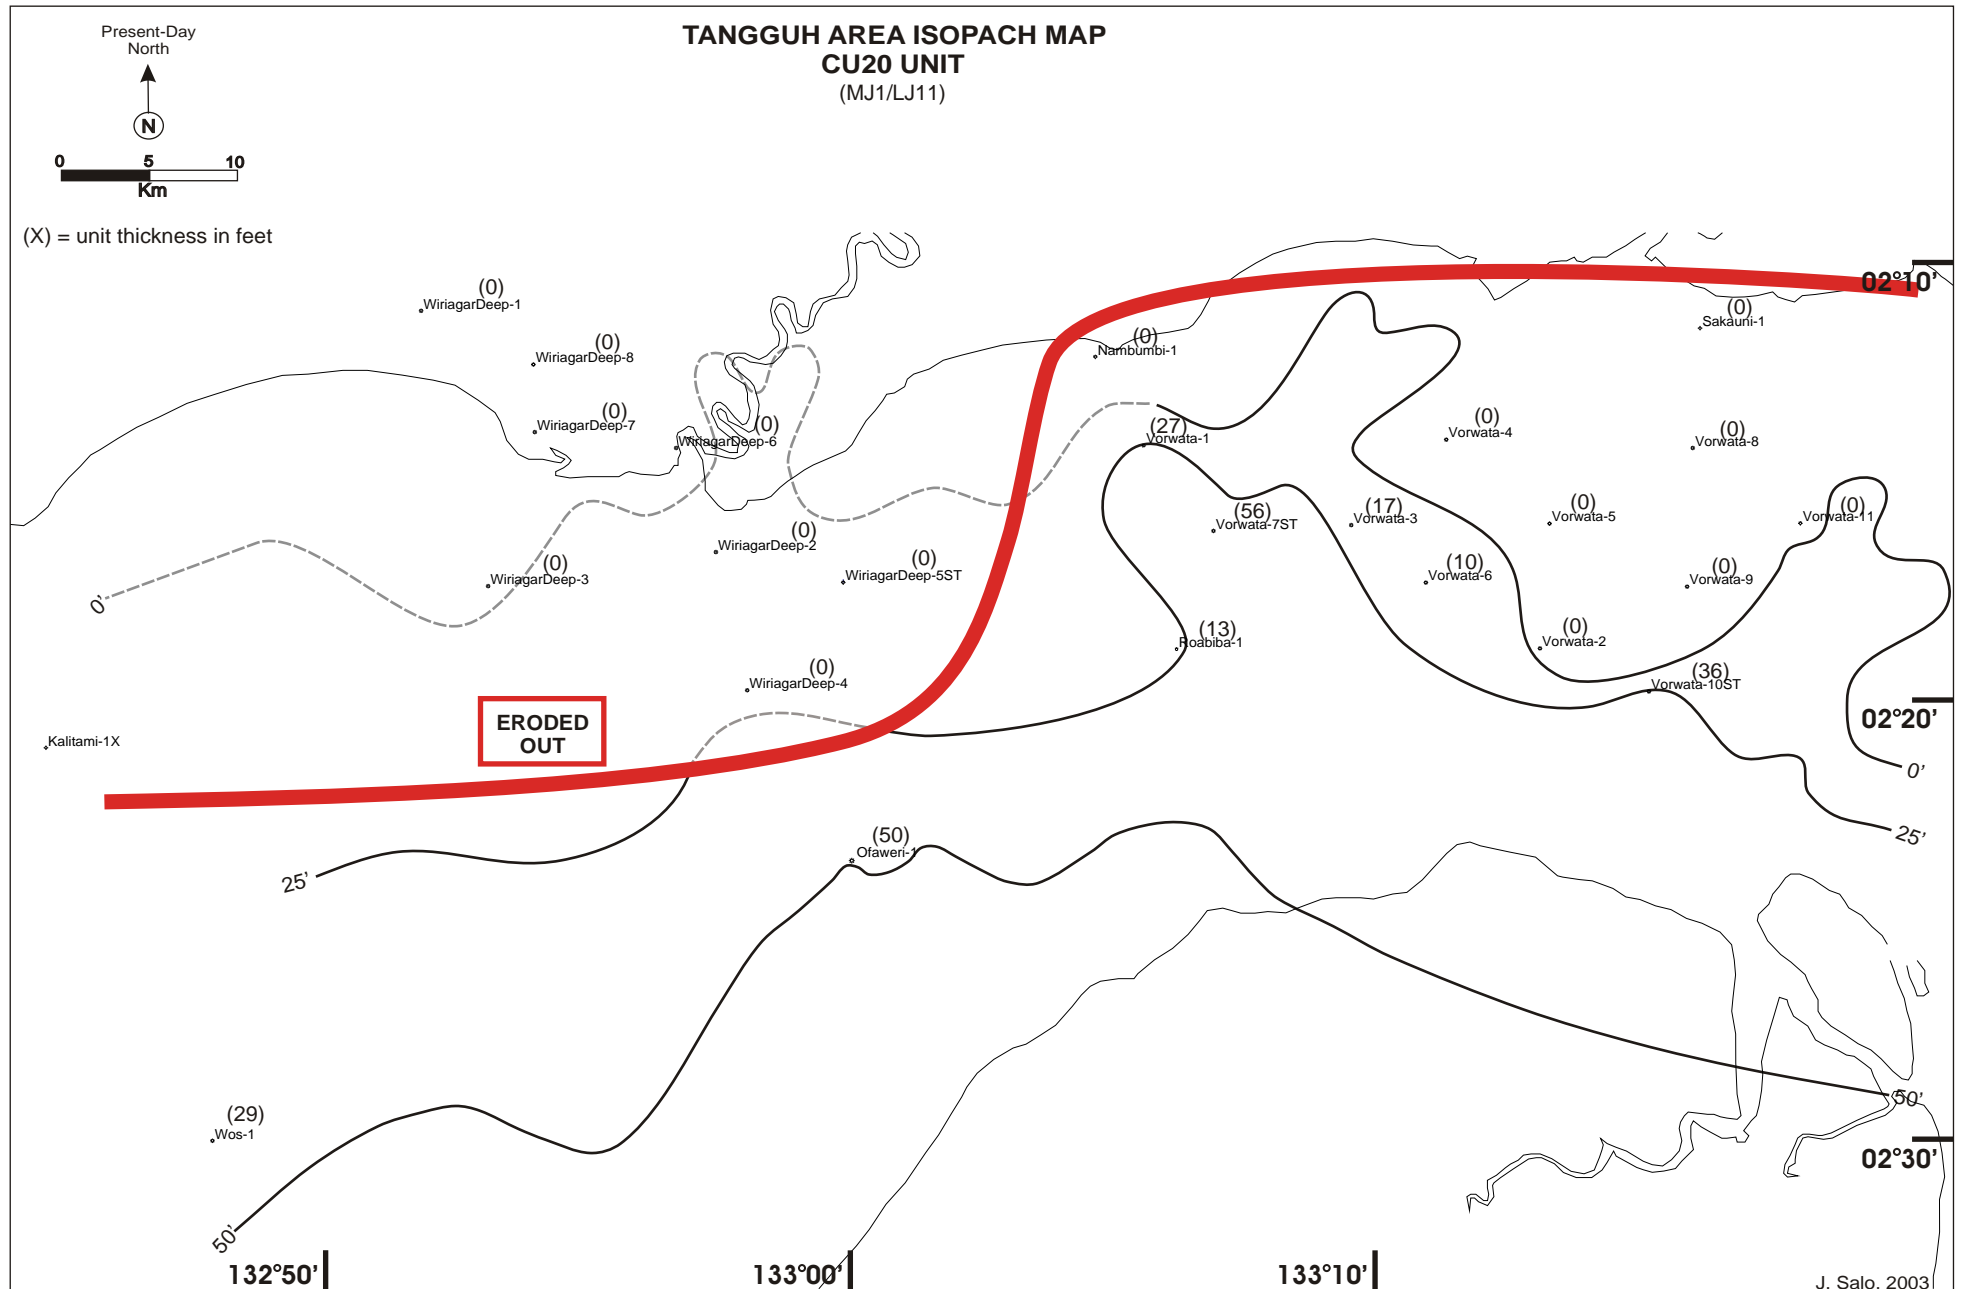 TANGGUH AREA ISOPACH MAP
CU20 UNIT
(MJ1/LJ11)
Present-Day
North
N
0 5 10
Km
(X) = unit thickness in feet
02°10'
(0)
WiriagarDeep-1
(0)
Sakauni-1
(0)
WiriagarDeep-8
(0)
Nambumbi-1
(0)
WiriagarDeep-7
(0)
WiriagarDeep-6
(27)
Vorwata-1
(0)
Vorwata-4
(0)
Vorwata-8
(56)
Vorwata-7ST
(17)
Vorwata-3
(0)
Vorwata-5
(0)
Vorwata-11
(0)
WiriagarDeep-2
(0)
WiriagarDeep-3
(0)
WiriagarDeep-5ST
(10)
Vorwata-6
(0)
Vorwata-9
0'
(13)
Roabiba-1
(0)
Vorwata-2
(0)
WiriagarDeep-4
(36)
Vorwata-10ST
02°20'
ERODED
OUT
Kalitami-1X
0'
25'
(50)
Ofaweri-1
25'
50'
(29)
Wos-1
02°30'
50'
132°50'
133°00'
133°10'
J. Salo, 2003